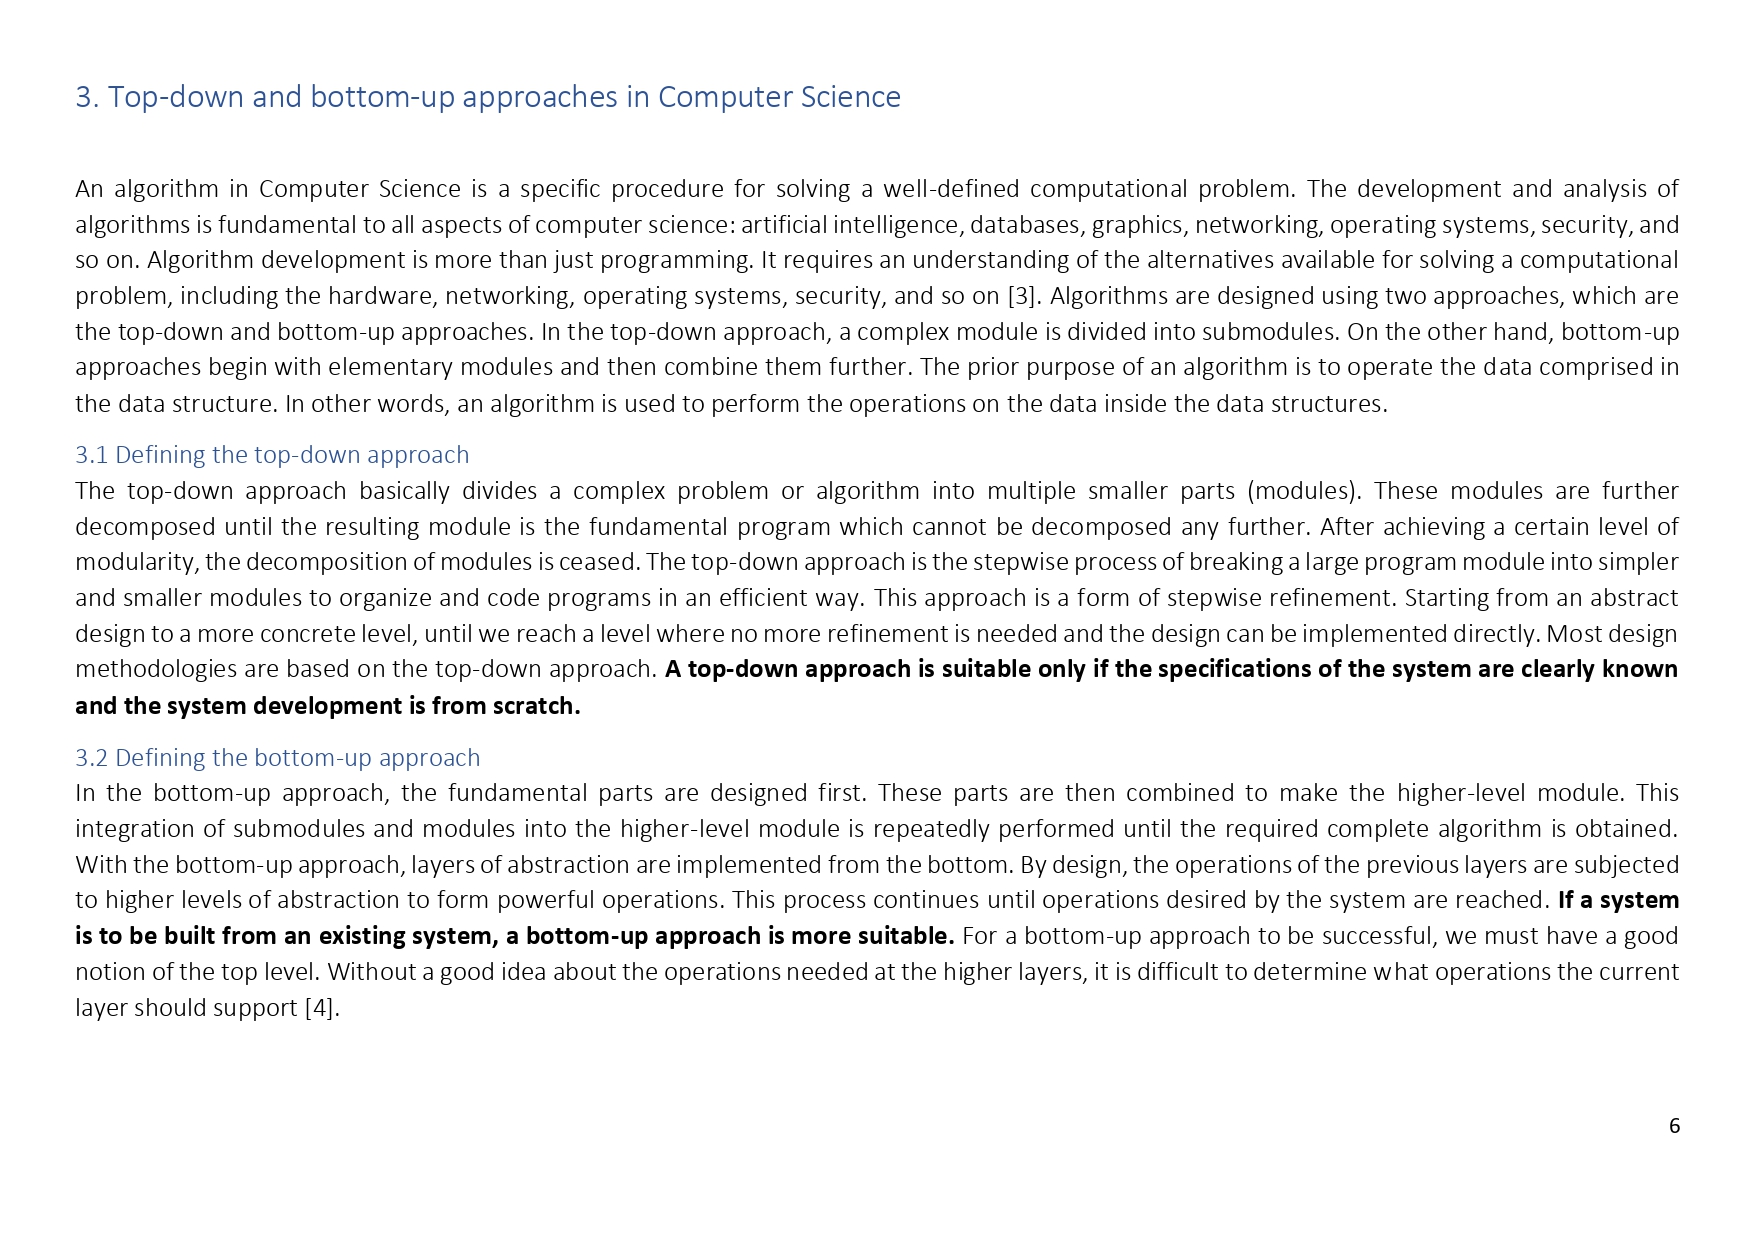 3. Top-down and bottom-up approaches in Computer Science
An algorithm in Computer Science is a specific procedure for solving a well-defined computational problem. The development and analysis of
algorithms is fundamental to all aspects of computer science: artificial intelligence, databases, graphics, networking, operating systems, security, and
so on. Algorithm development is more than just programming. It requires an understanding of the alternatives available for solving a computational
problem, including the hardware, networking, operating systems, security, and so on [3]. Algorithms are designed using two approaches, which are
the top-down and bottom-up approaches. In the top-down approach, a complex module is divided into submodules. On the other hand, bottom-up
approaches begin with elementary modules and then combine them further. The prior purpose of an algorithm is to operate the data comprised in
the data structure. In other words, an algorithm is used to perform the operations on the data inside the data structures.
3.1 Defining the top-down approach
The top-down approach basically divides a complex problem or algorithm into multiple smaller parts (modules). These modules are further
decomposed until the resulting module is the fundamental program which cannot be decomposed any further. After achieving a certain level of
modularity, the decomposition of modules is ceased. The top-down approach is the stepwise process of breaking a large program module into simpler
and smaller modules to organize and code programs in an efficient way. This approach is a form of stepwise refinement. Starting from an abstract
design to a more concrete level, until we reach a level where no more refinement is needed and the design can be implemented directly. Most design
methodologies are based on the top-down approach. A top-down approach is suitable only if the specifications of the system are clearly known
and the system development is from scratch.
3.2 Defining the bottom-up approach
In the bottom-up approach, the fundamental parts are designed first. These parts are then combined to make the higher-level module. This
integration of submodules and modules into the higher-level module is repeatedly performed until the required complete algorithm is obtained.
With the bottom-up approach, layers of abstraction are implemented from the bottom. By design, the operations of the previous layers are subjected
to higher levels of abstraction to form powerful operations. This process continues until operations desired by the system are reached. If a system
is to be built from an existing system, a bottom-up approach is more suitable. For a bottom-up approach to be successful, we must have a good
notion of the top level. Without a good idea about the operations needed at the higher layers, it is difficult to determine what operations the current
layer should support [4].
6